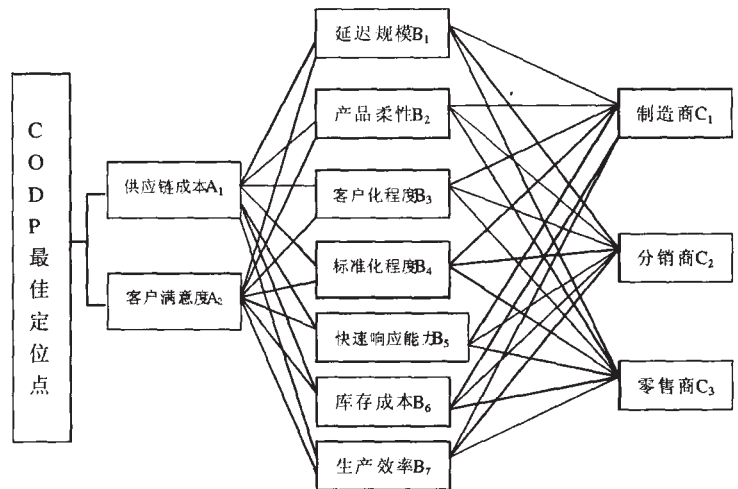 CODP最佳定位点
供应链成本A₁
客户满意度A₂
延迟规模B₁
产品柔性B₂
客户化程度B₃
标准化程度B₄
快速响应能力B₅
库存成本B₆
生产效率B₇
制造商C₁
分销商C₂
零售商C₃